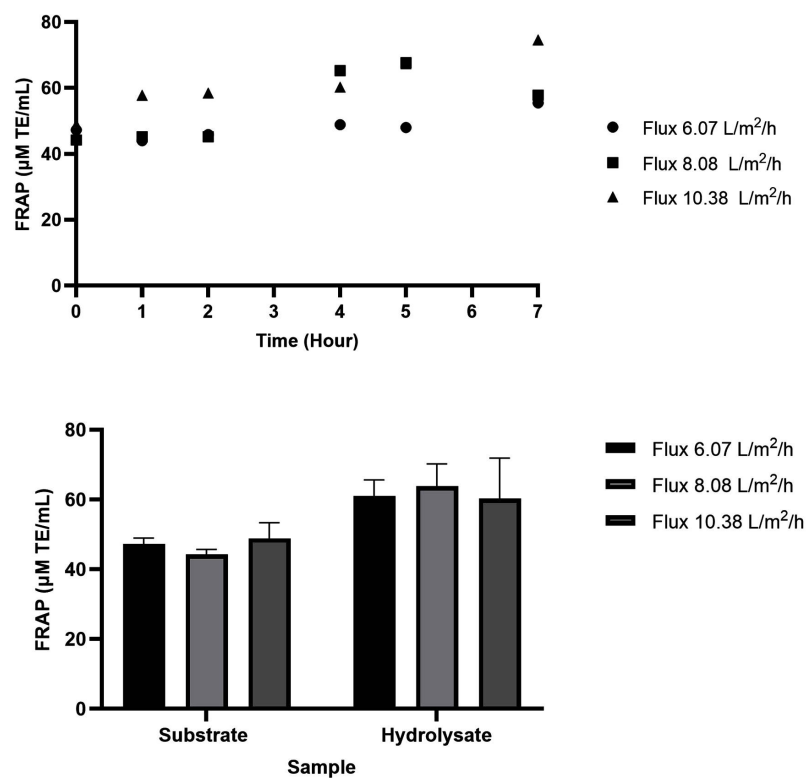 80
60
40
20
0
FRAP (µM TE/mL)
0 1 2 3 4 5 6 7
Time (Hour)
Flux 6.07 L/m²/h
Flux 8.08 L/m²/h
Flux 10.38 L/m²/h
80
60
40
20
0
FRAP (µM TE/mL)
Substrate Hydrolysate
Sample
Flux 6.07 L/m²/h
Flux 8.08 L/m²/h
Flux 10.38 L/m²/h